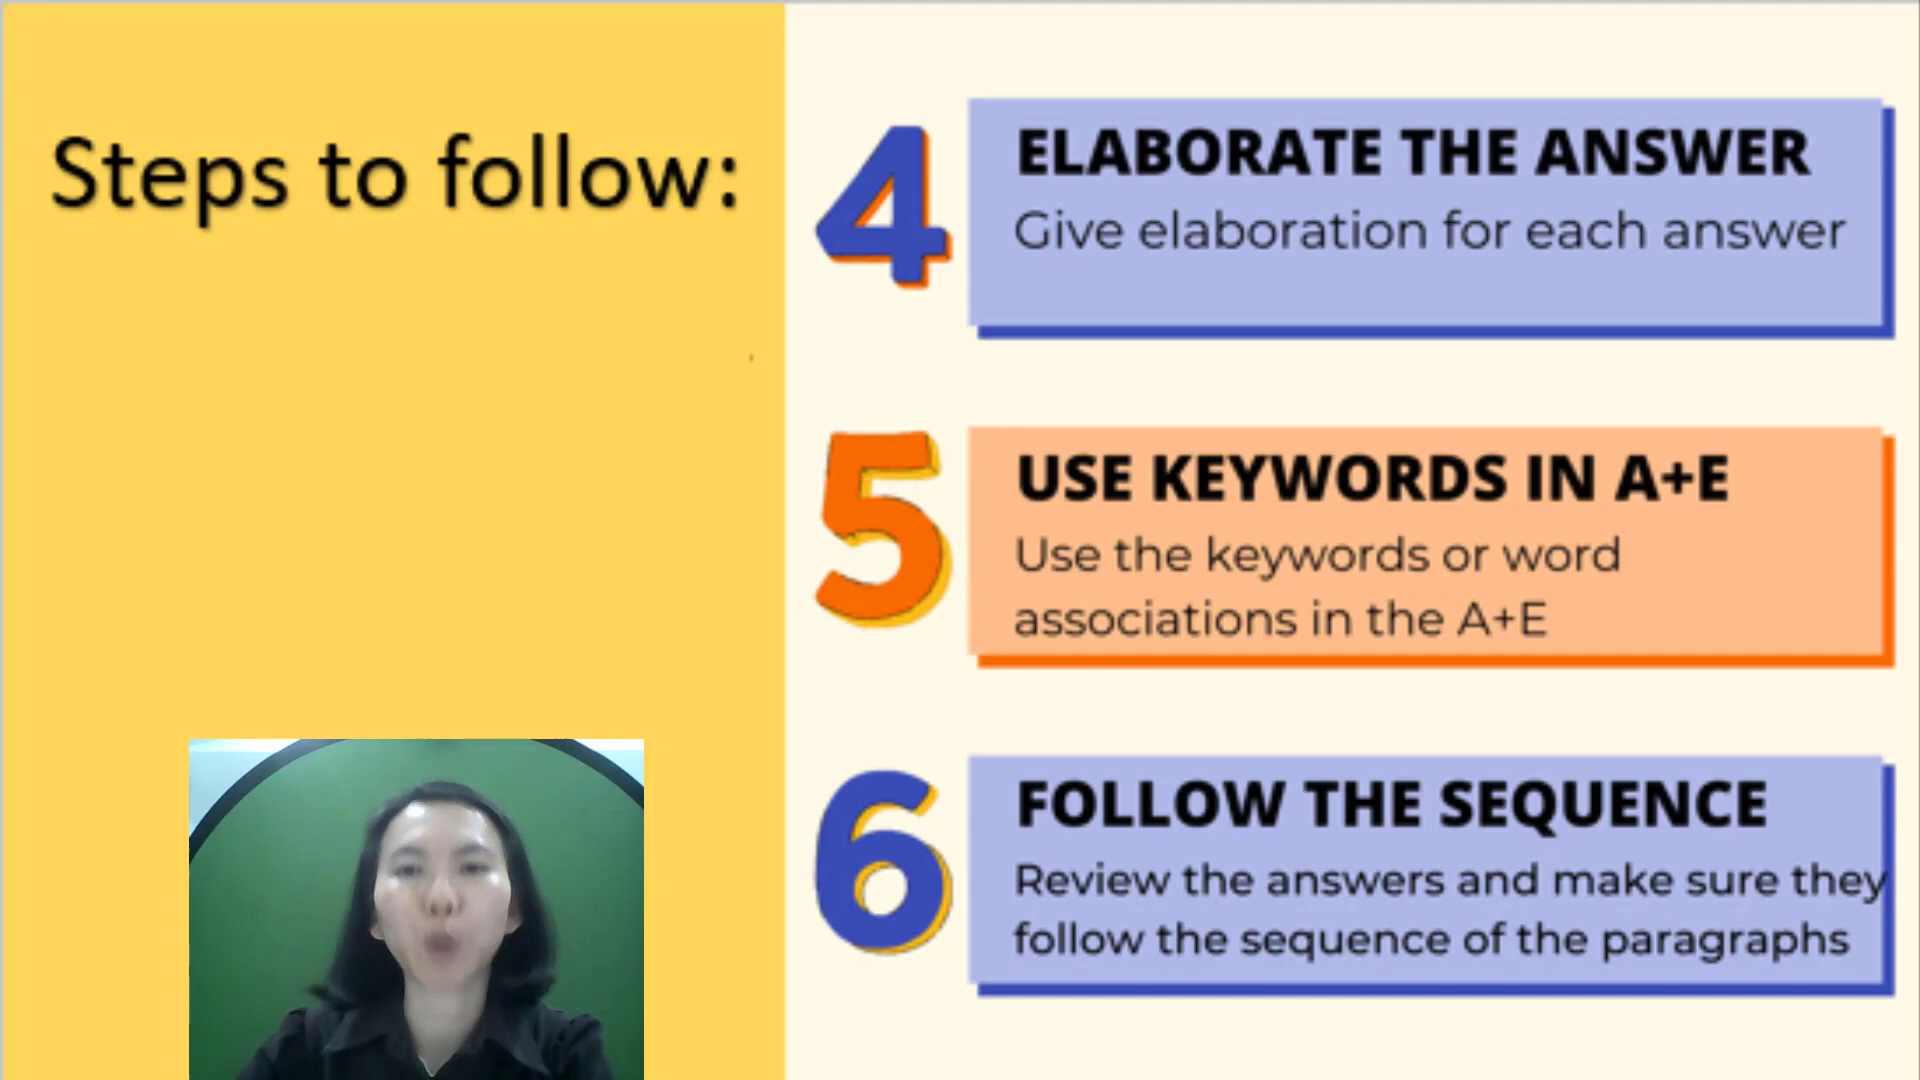 Steps to follow:
4
ELABORATE THE ANSWER
Give elaboration for each answer
5
USE KEYWORDS IN A+E
Use the keywords or word
associations in the A+E
6
FOLLOW THE SEQUENCE
Review the answers and make sure they
follow the sequence of the paragraphs